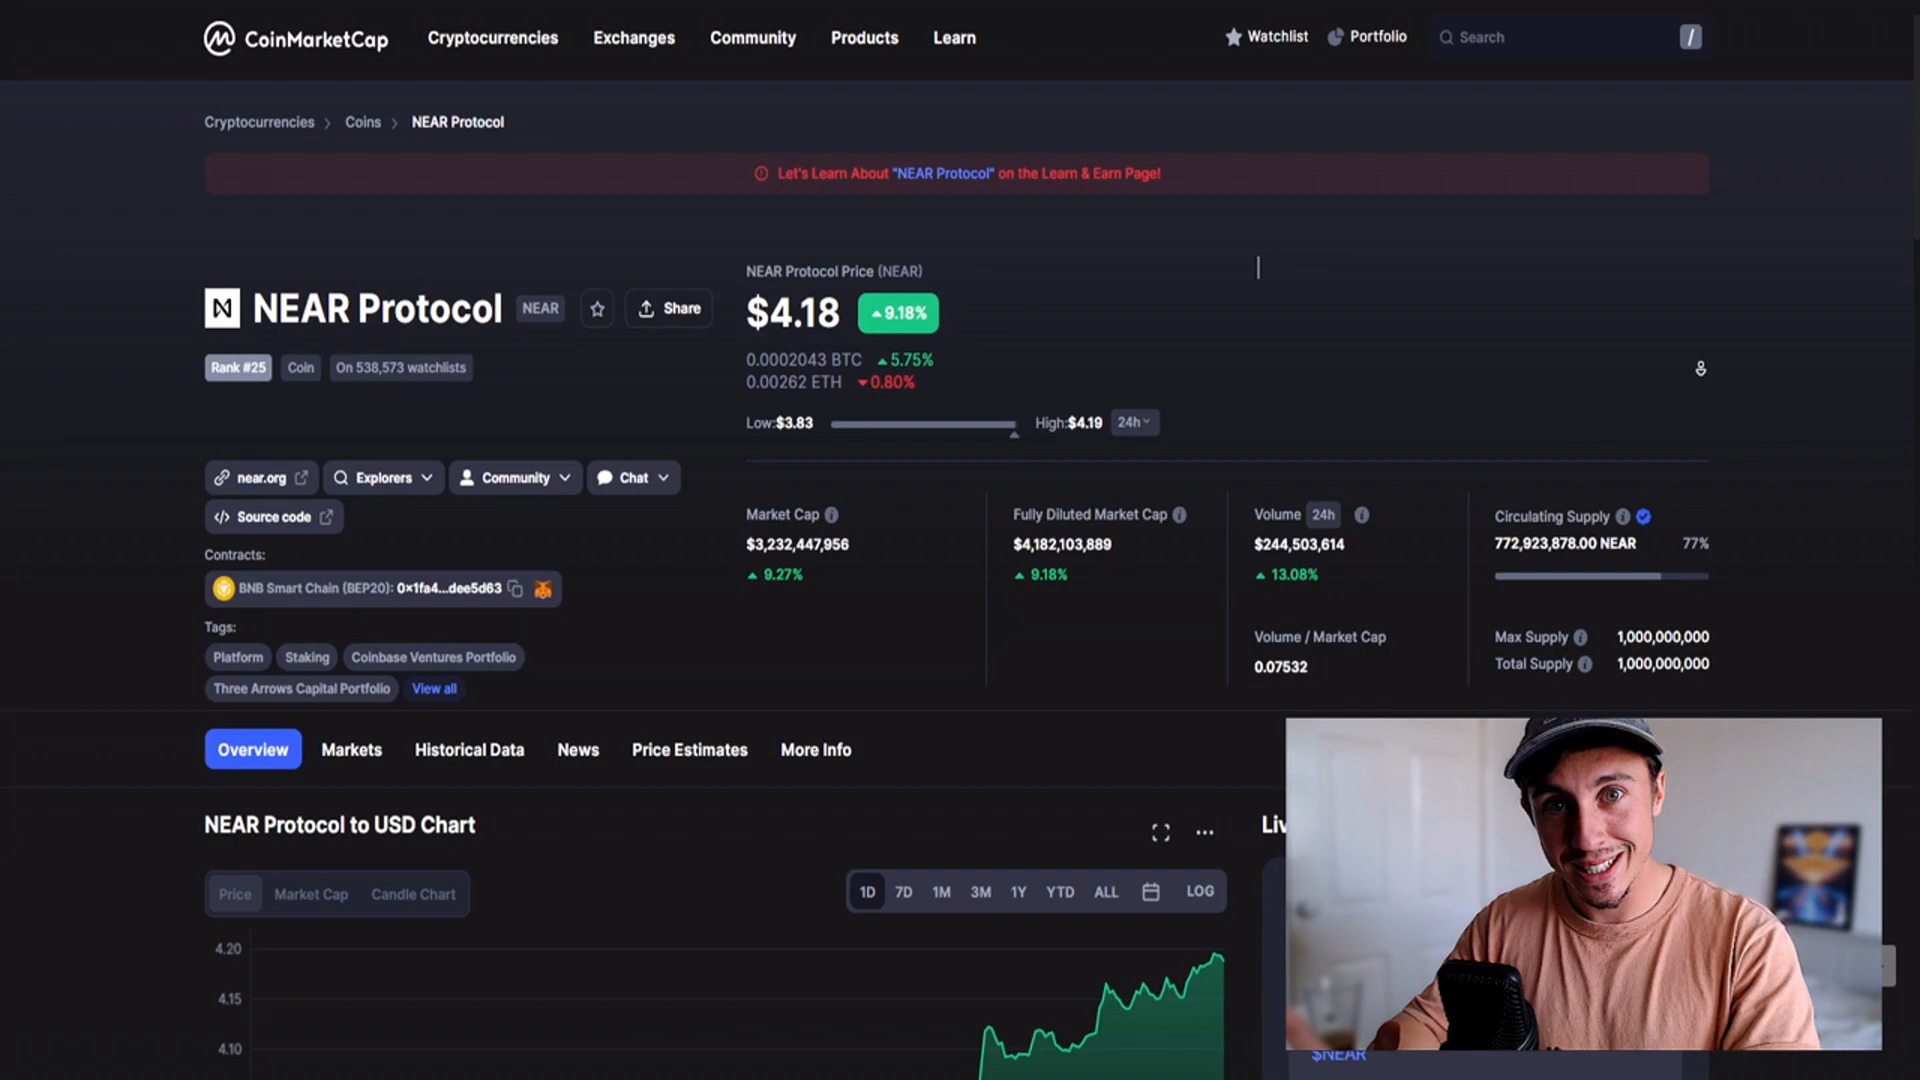 CoinMarketCap
Cryptocurrencies
Exchanges
Community
Products
Learn
Watchlist
Portfolio
Search
/
Cryptocurrencies
Coins
NEAR Protocol
Let's Learn About "NEAR Protocol" on the Learn & Earn Page!
NEAR Protocol
NEAR
Share
Rank #25
Coin
On 538,573 watchlists
NEAR Protocol Price (NEAR)
$4.18
9.18%
0.0002043 BTC 5.75%
0.00262 ETH 0.80%
Low:$3.83
High:$4.19
24h
near.org
Explorers
Community
Chat
Source code
Contracts:
BNB Smart Chain (BEP20): 0x1fa4...dee5d63
Tags:
Platform
Staking
Coinbase Ventures Portfolio
Three Arrows Capital Portfolio
View all
Market Cap
$3,232,447,956
9.27%
Fully Diluted Market Cap
$4,182,103,889
9.18%
Volume 24h
$244,503,614
13.08%
Volume / Market Cap
0.07532
Circulating Supply
772,923,878.00 NEAR
77%
Max Supply
1,000,000,000
Total Supply
1,000,000,000
Overview
Markets
Historical Data
News
Price Estimates
More Info
NEAR Protocol to USD Chart
Price
Market Cap
Candle Chart
1D
7D
1M
3M
1Y
YTD
ALL
LOG
4.20
4.15
4.10
$NEAR